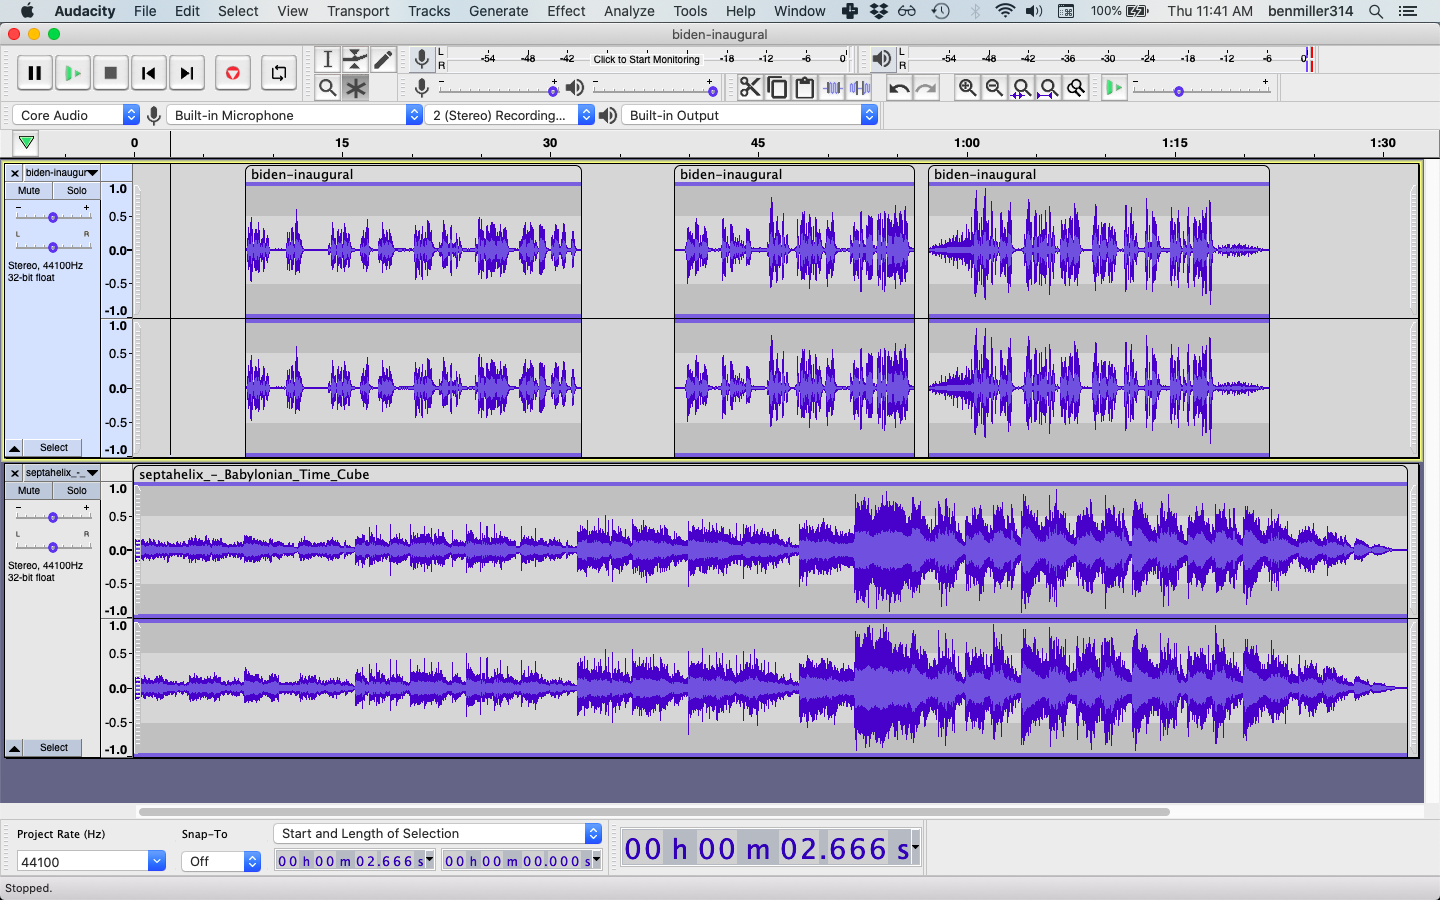 Audacity File Edit Select View Transport Tracks Generate Effect Analyze Tools Help Window 100% Thu 11:41 AM benmiller314
biden-inaugural
L R -54 -48 -42 Click to Start Monitoring -18 -12 -6 0 L R -54 -48 -42 -36 -30 -24 -18 -12 -6 0
- + - + - +
Core Audio Built-in Microphone 2 (Stereo) Recording... Built-in Output
0 15 30 45 1:00 1:15 1:30
biden-inaugur biden-inaugural biden-inaugural biden-inaugural
Mute Solo
- +
L R
Stereo, 44100Hz
32-bit float
Select
1.0
0.5
0.0
-0.5
-1.0
1.0
0.5
0.0
-0.5
-1.0
septahelix_-_ septahelix_-_Babylonian_Time_Cube
Mute Solo
- +
L R
Stereo, 44100Hz
32-bit float
Select
1.0
0.5
0.0
-0.5
-1.0
1.0
0.5
0.0
-0.5
-1.0
Project Rate (Hz) Snap-To Start and Length of Selection
44100 Off 00 h 00 m 02.666 s 00 h 00 m 00.000 s 00 h 00 m 02.666 s
Stopped.